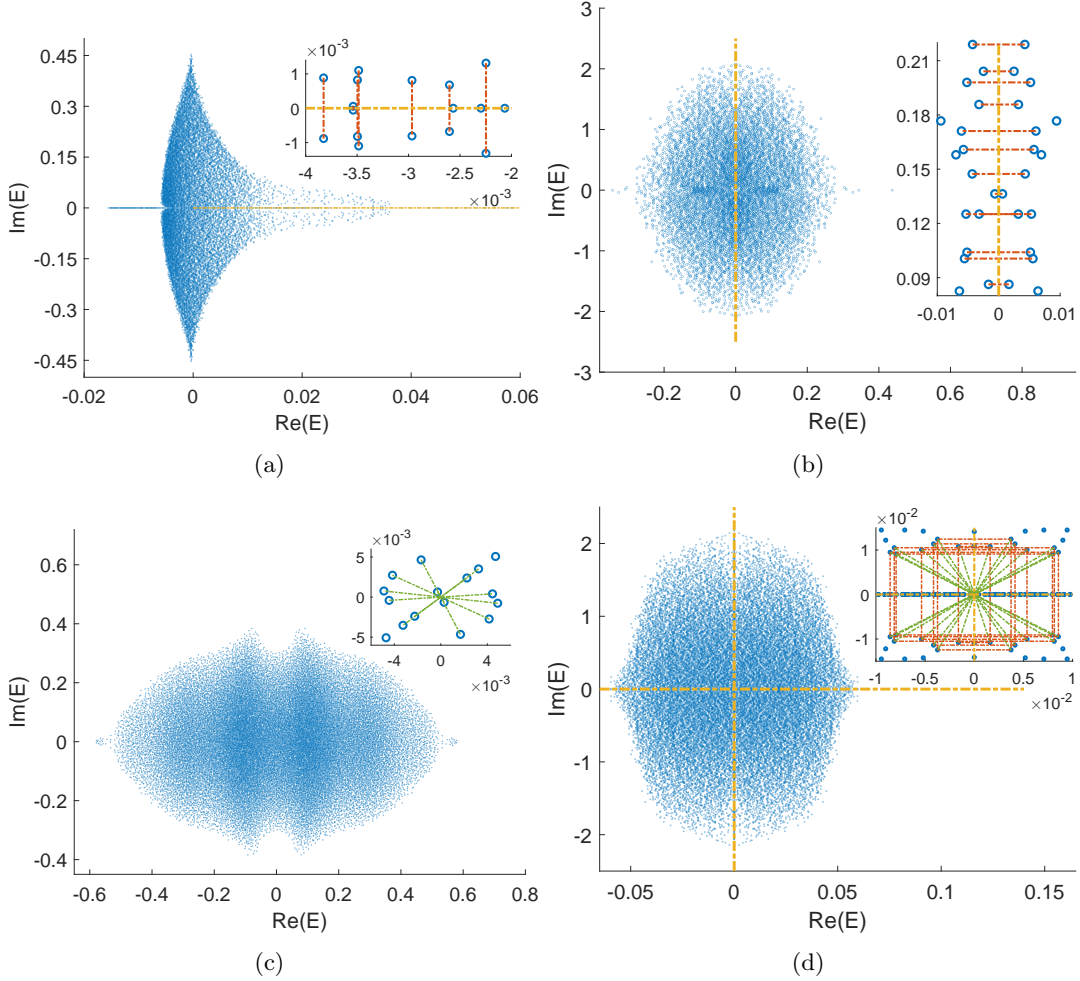 0.45
0.3
0.15
0
-0.15
-0.3
-0.45
Im(E)
-0.02 0 0.02 0.04 0.06
Re(E)
×10-3
1
0
-1
-4 -3.5 -3 -2.5 -2
×10-3
(a)
3
2
1
0
-1
-2
-3
Im(E)
-0.2 0 0.2 0.4 0.6 0.8
Re(E)
0.21
0.18
0.15
0.12
0.09
-0.01 0 0.01
(b)
0.6
0.4
0.2
0
-0.2
-0.4
Im(E)
-0.6 -0.4 -0.2 0 0.2 0.4 0.6 0.8
Re(E)
×10-3
5
0
-5
-4 0 4
×10-3
(c)
2
1
0
-1
-2
Im(E)
-0.05 0 0.05 0.1 0.15
Re(E)
×10-2
1
0
-1
-1 -0.5 0 0.5 1
×10-2
(d)